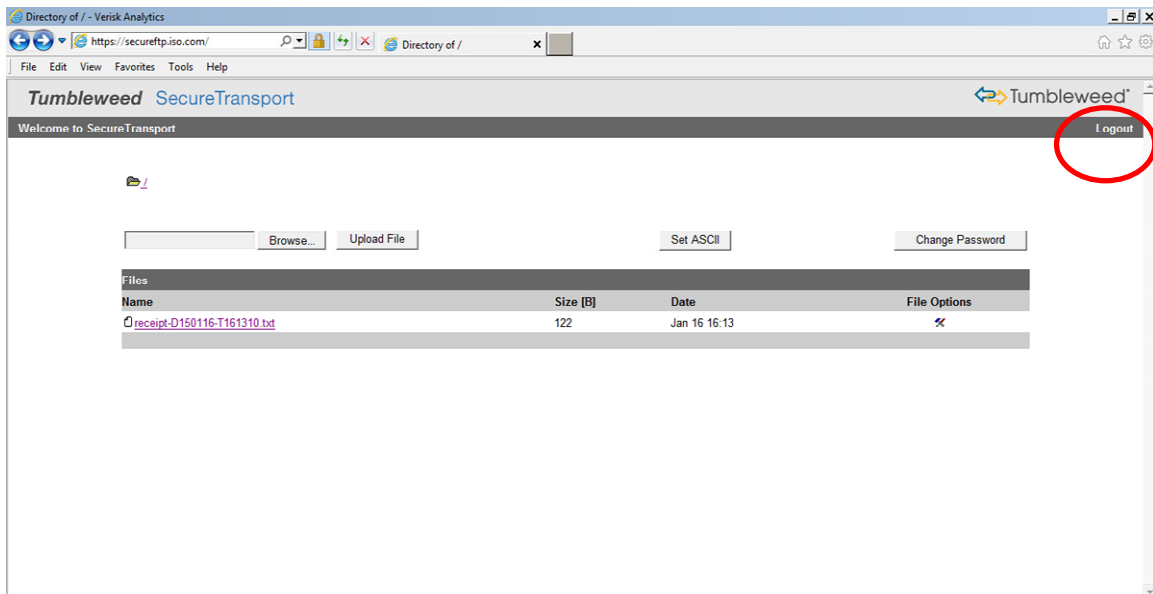 Directory of / - Verisk Analytics
https://secureftp.iso.com/ Directory of /
File Edit View Favorites Tools Help
Tumbleweed SecureTransport Tumbleweed
Welcome to SecureTransport Logout
/
Browse... Upload File Set ASCII Change Password
Files
Name Size [B] Date File Options
receipt-D150116-T161310.txt 122 Jan 16 16:13